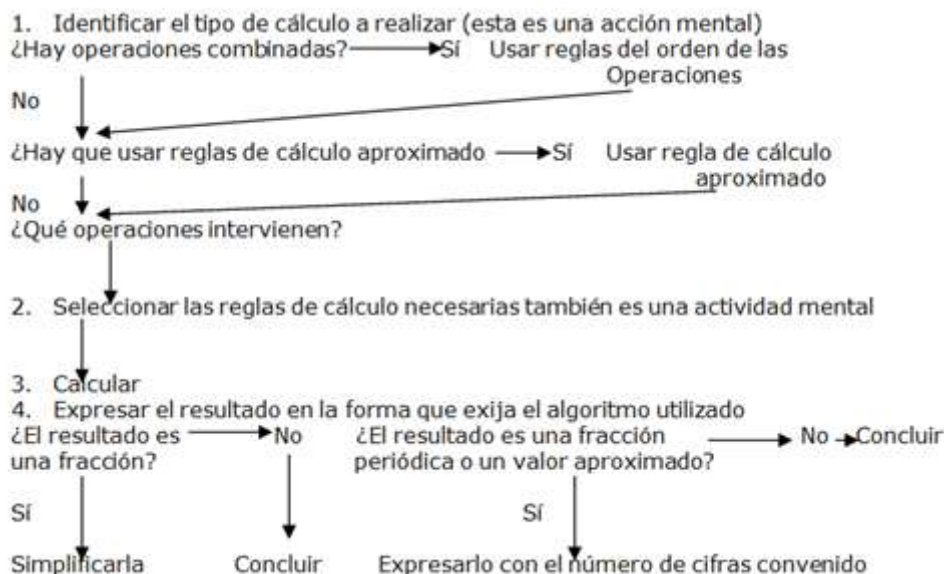 1. Identificar el tipo de cálculo a realizar (esta es una acción mental)
¿Hay operaciones combinadas? Sí Usar reglas del orden de las
Operaciones
No
¿Hay que usar reglas de cálculo aproximado Sí Usar regla de cálculo
aproximado
No
¿Qué operaciones intervienen?
2. Seleccionar las reglas de cálculo necesarias también es una actividad mental
3. Calcular
4. Expresar el resultado en la forma que exija el algoritmo utilizado
¿El resultado es No ¿El resultado es una fracción No Concluir
una fracción? periódica o un valor aproximado?
Sí Sí
Simplificarla Concluir Expresarlo con el número de cifras convenido